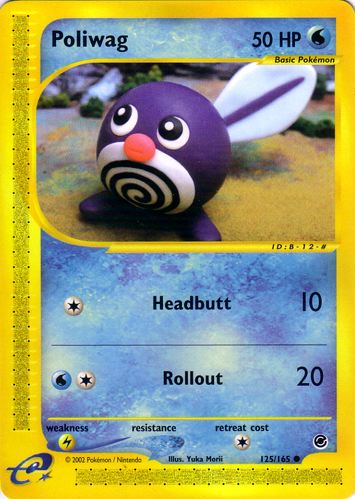 Poliwag 50 HP
Basic Pokémon
ID:B-12-#
Headbutt 10
Rollout 20
weakness resistance retreat cost
© 2002 Pokémon / Nintendo Illus. Yuka Morii 125/165
e